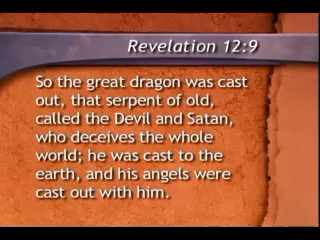 Revelation 12:9
So the great dragon was cast
out, that serpent of old,
called the Devil and Satan,
who deceives the whole
world; he was cast to the
earth, and his angels were
cast out with him.